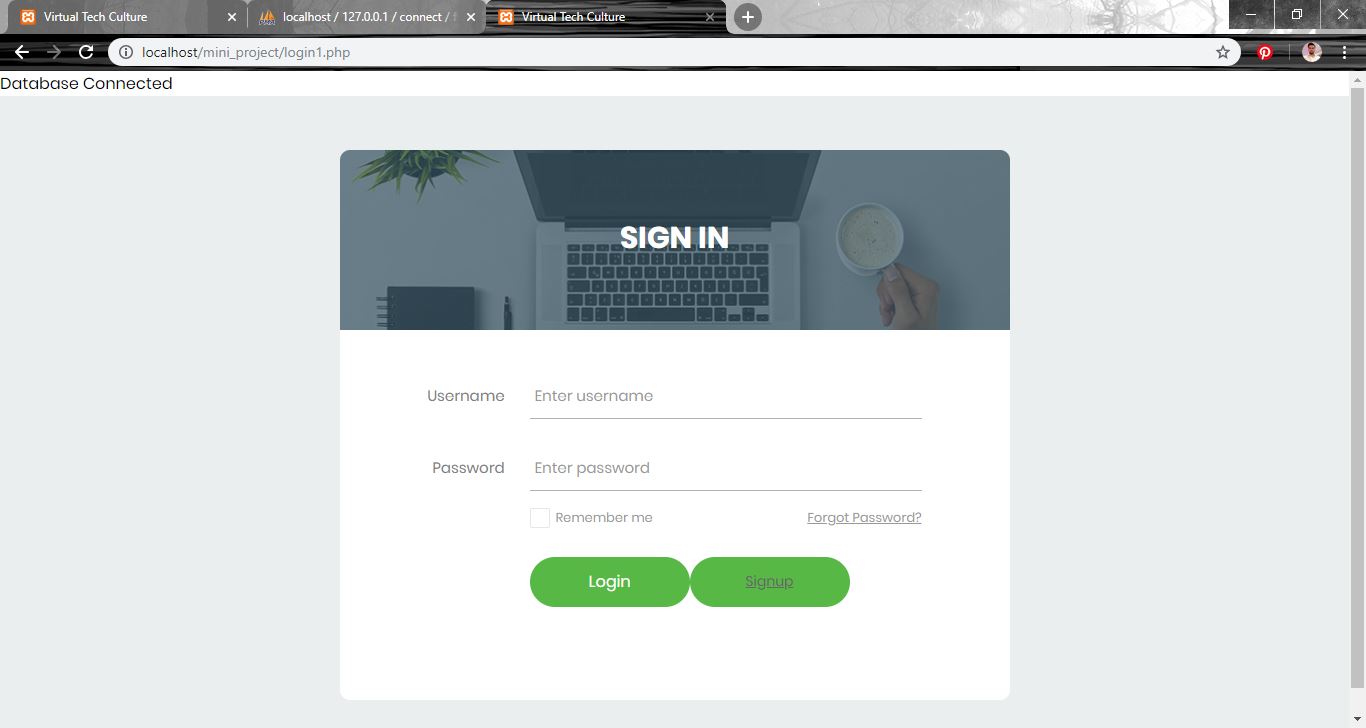 Virtual Tech Culture
localhost / 127.0.0.1 / connect /
Virtual Tech Culture
localhost/mini_project/login1.php
Database Connected
SIGN IN
Username Enter username
Password Enter password
Remember me Forgot Password?
Login Signup